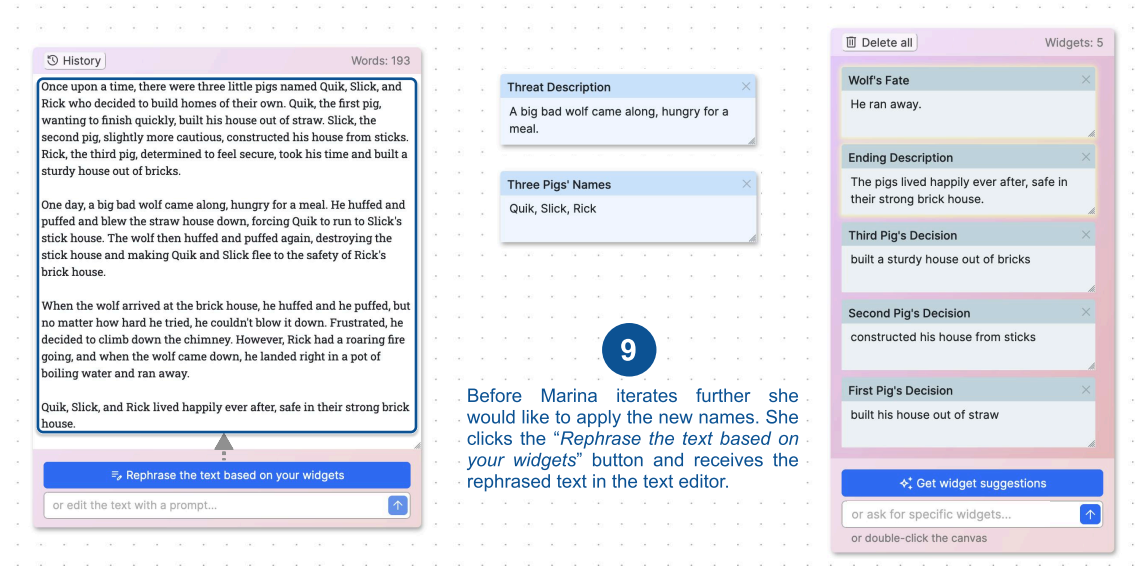 History
Words: 193
Once upon a time, there were three little pigs named Quik, Slick, and
Rick who decided to build homes of their own. Quik, the first pig,
wanting to finish quickly, built his house out of straw. Slick, the
second pig, slightly more cautious, constructed his house from sticks.
Rick, the third pig, determined to feel secure, took his time and built a
sturdy house out of bricks.
One day, a big bad wolf came along, hungry for a meal. He huffed and
puffed and blew the straw house down, forcing Quik to run to Slick's
stick house. The wolf then huffed and puffed again, destroying the
stick house and making Quik and Slick flee to the safety of Rick's
brick house.
When the wolf arrived at the brick house, he huffed and he puffed, but
no matter how hard he tried, he couldn't blow it down. Frustrated, he
decided to climb down the chimney. However, Rick had a roaring fire
going, and when the wolf came down, he landed right in a pot of
boiling water and ran away.
Quik, Slick, and Rick lived happily ever after, safe in their strong brick
house.
Rephrase the text based on your widgets
or edit the text with a prompt...
Threat Description
A big bad wolf came along, hungry for a
meal.
Three Pigs' Names
Quik, Slick, Rick
9
Before Marina iterates further she
would like to apply the new names. She
clicks the “Rephrase the text based on
your widgets” button and receives the
rephrased text in the text editor.
Delete all
Widgets: 5
Wolf's Fate
He ran away.
Ending Description
The pigs lived happily ever after, safe in
their strong brick house.
Third Pig's Decision
built a sturdy house out of bricks
Second Pig's Decision
constructed his house from sticks
First Pig's Decision
built his house out of straw
Get widget suggestions
or ask for specific widgets...
or double-click the canvas